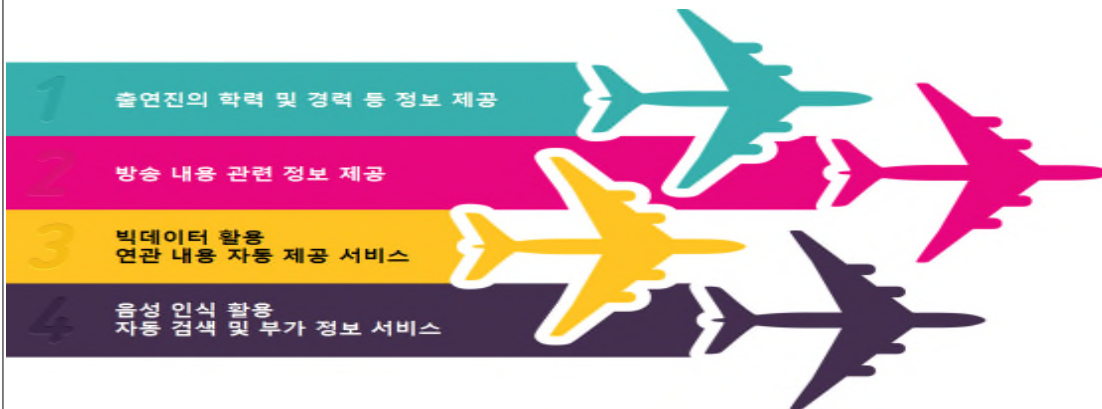 1
출연진의 학력 및 경력 등 정보 제공
2
방송 내용 관련 정보 제공
3
빅데이터 활용
연관 내용 자동 제공 서비스
4
음성 인식 활용
자동 검색 및 부가 정보 서비스